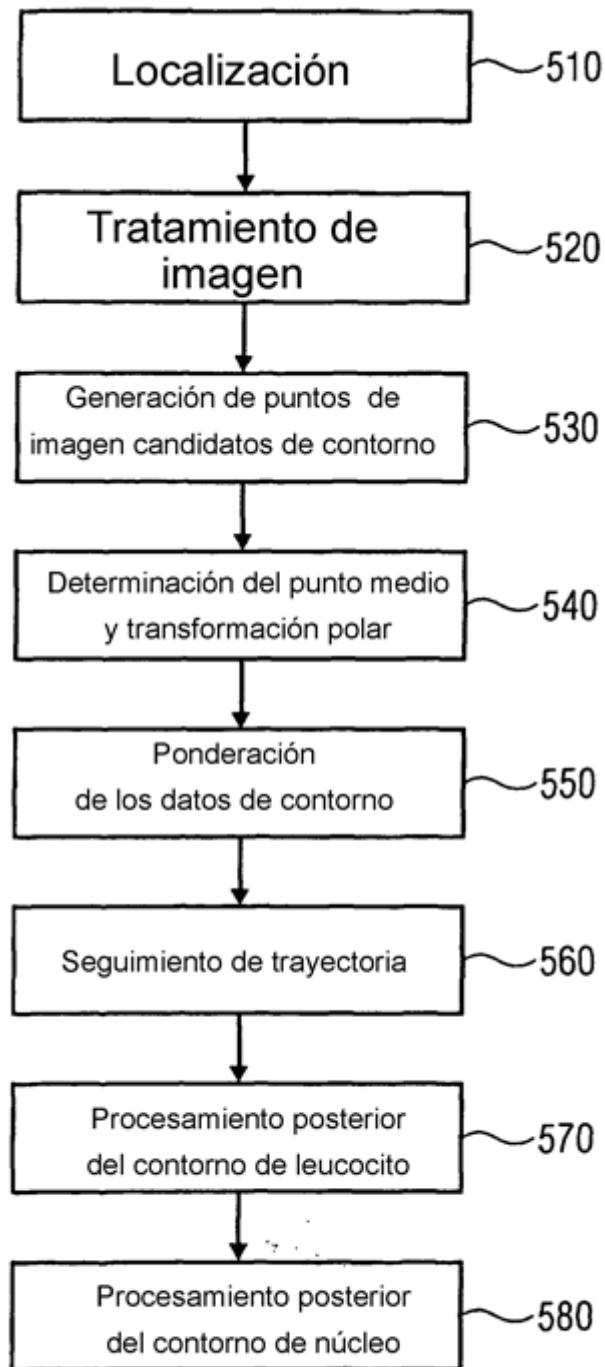 Localización
510
Tratamiento de
imagen
520
Generación de puntos de
imagen candidatos de contorno
530
Determinación del punto medio
y transformación polar
540
Ponderación
de los datos de contorno
550
Seguimiento de trayectoria
560
Procesamiento posterior
del contorno de leucocito
570
Procesamiento posterior
del contorno de núcleo
580